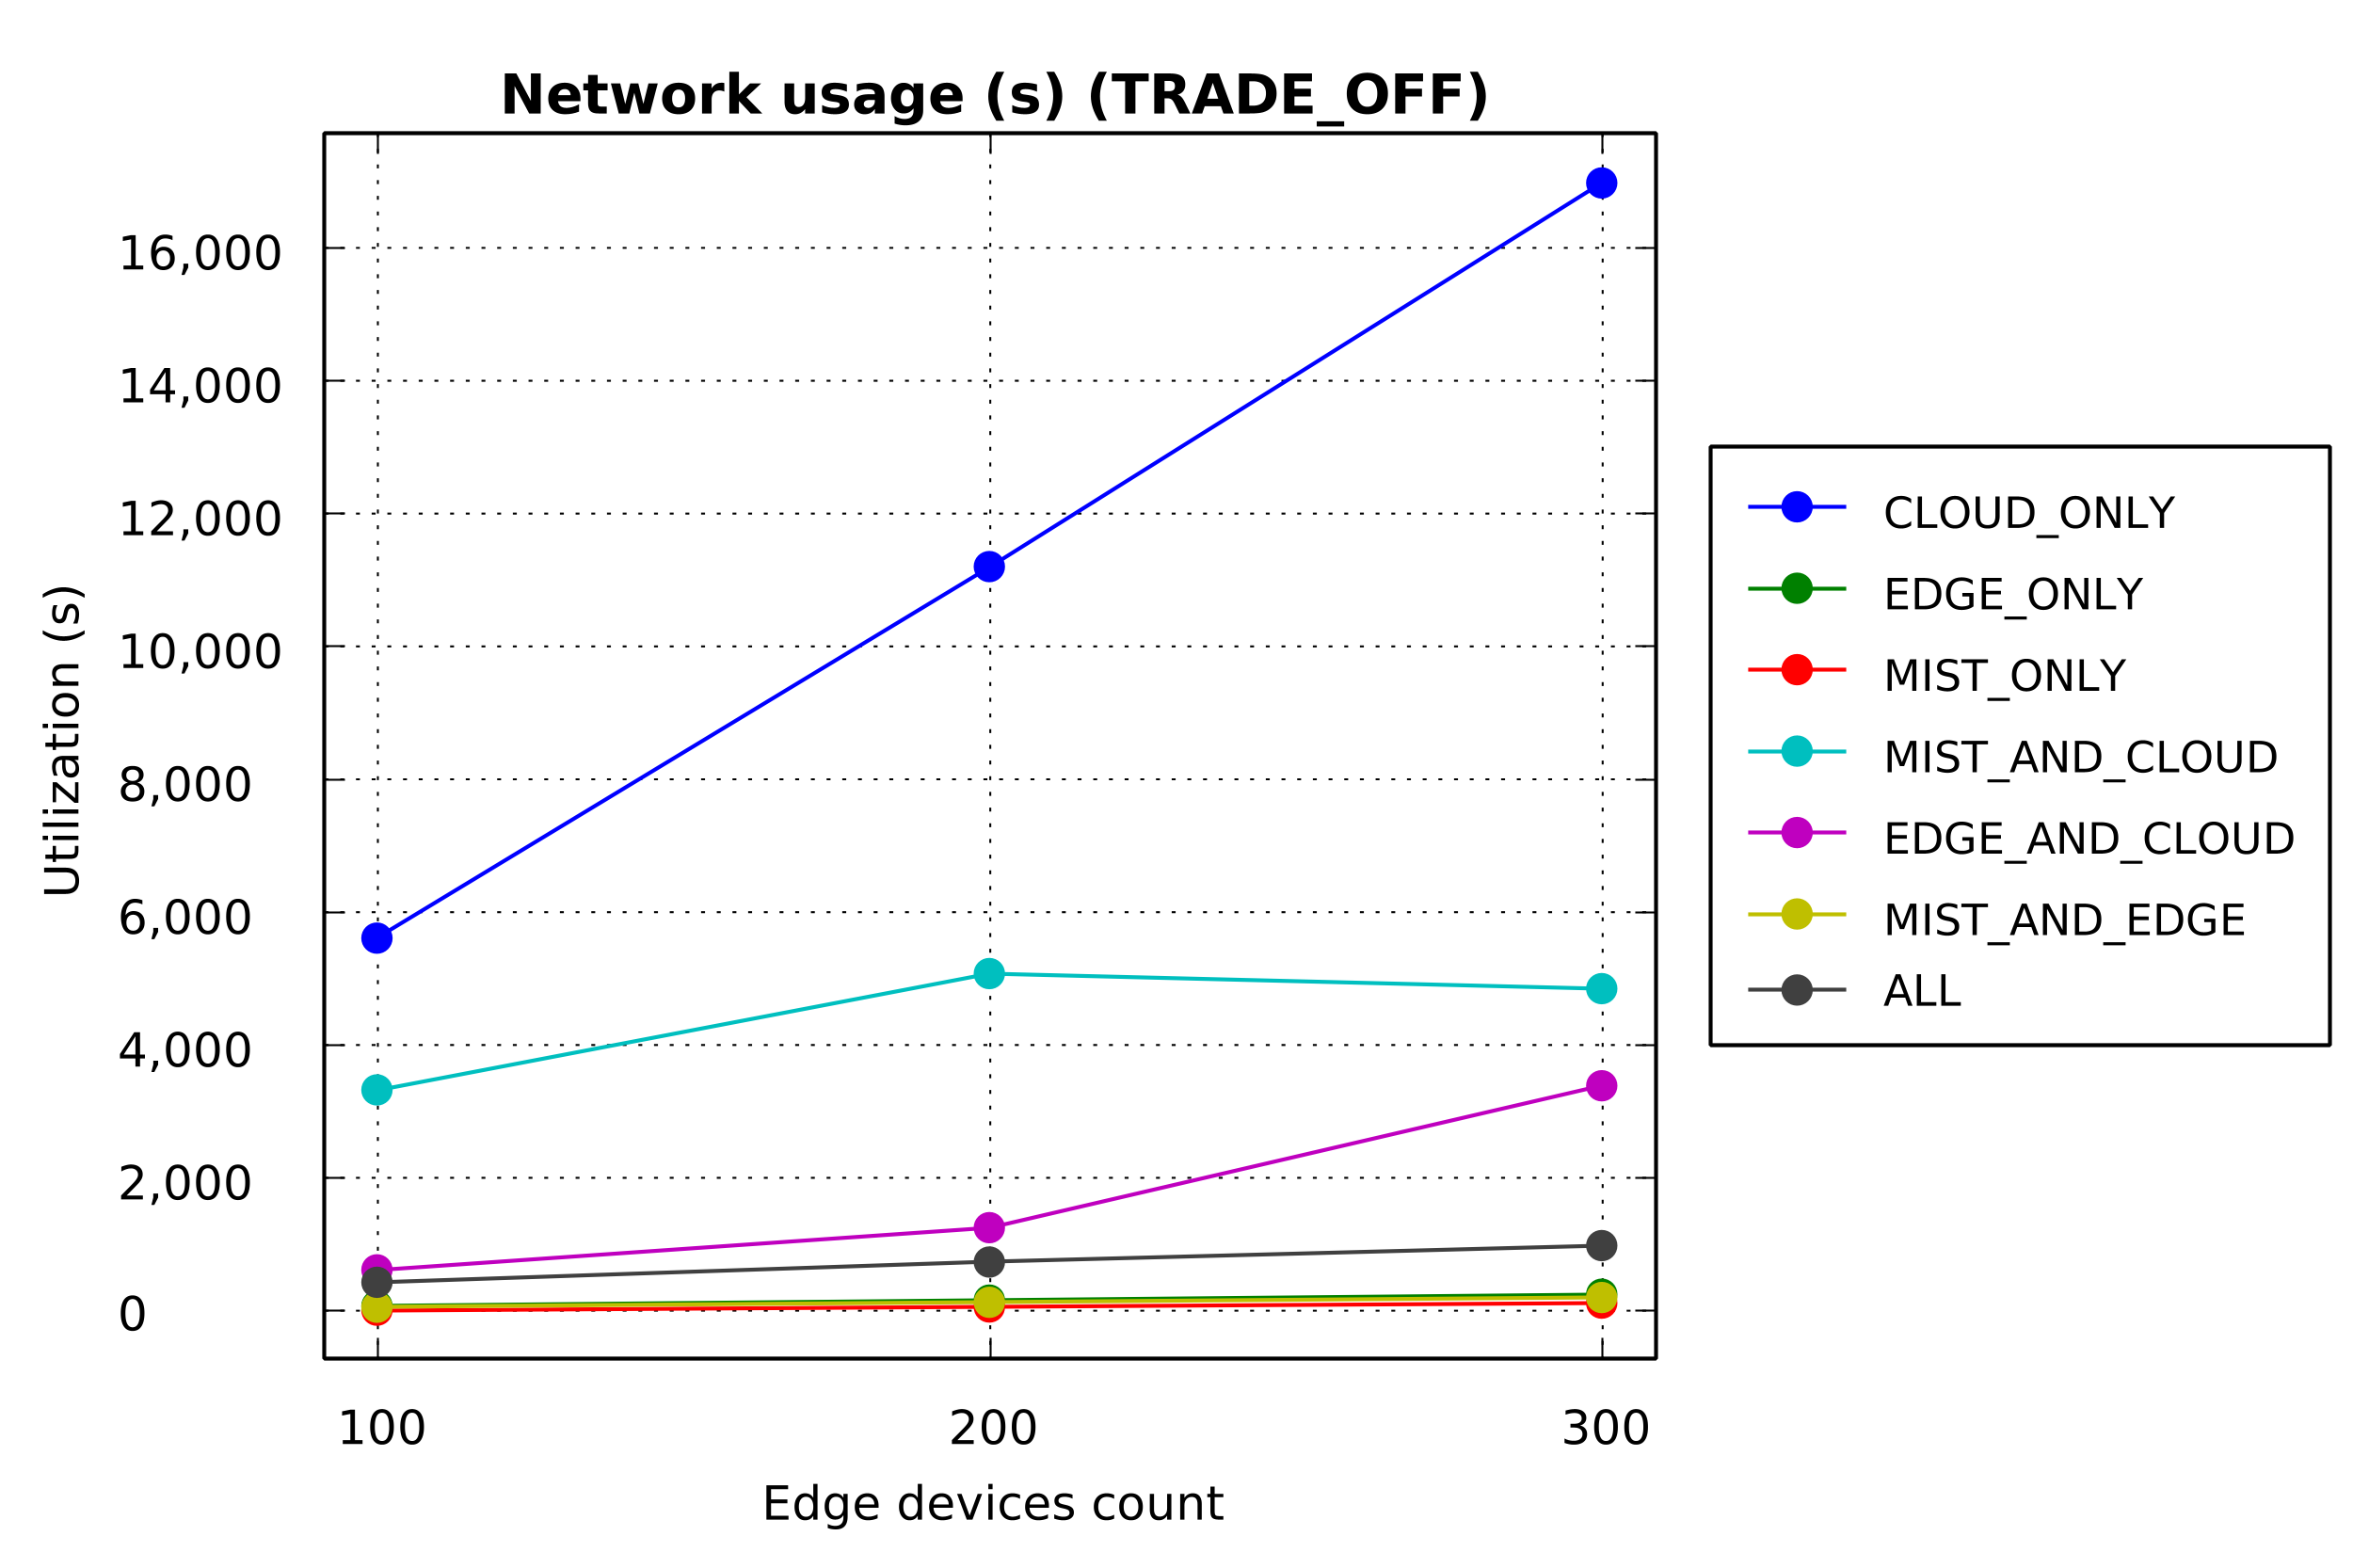 Network usage (s) (TRADE_OFF)
16,000
14,000
12,000
10,000
8,000
6,000
4,000
2,000
0
Utilization (s)
100
200
300
Edge devices count
CLOUD_ONLY
EDGE_ONLY
MIST_ONLY
MIST_AND_CLOUD
EDGE_AND_CLOUD
MIST_AND_EDGE
ALL